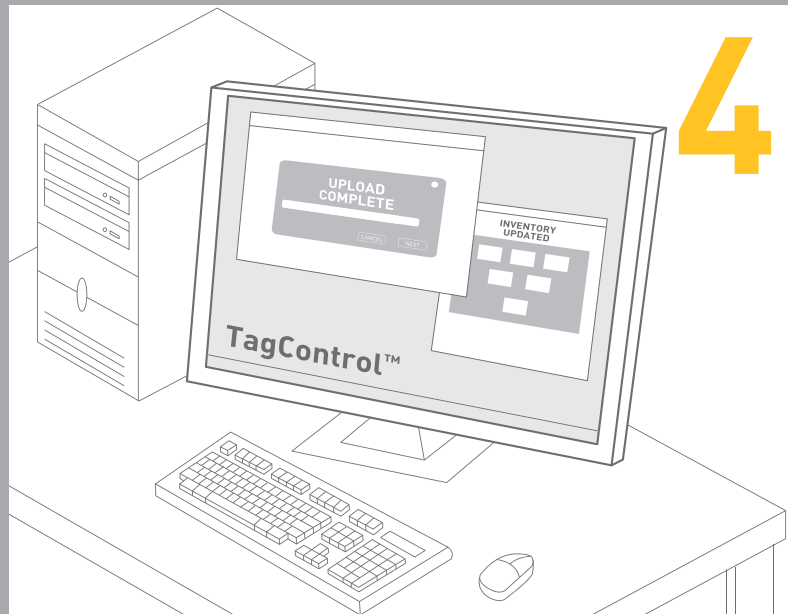 4
UPLOAD
COMPLETE
CANCEL
NEXT
INVENTORY
UPDATED
TagControl™